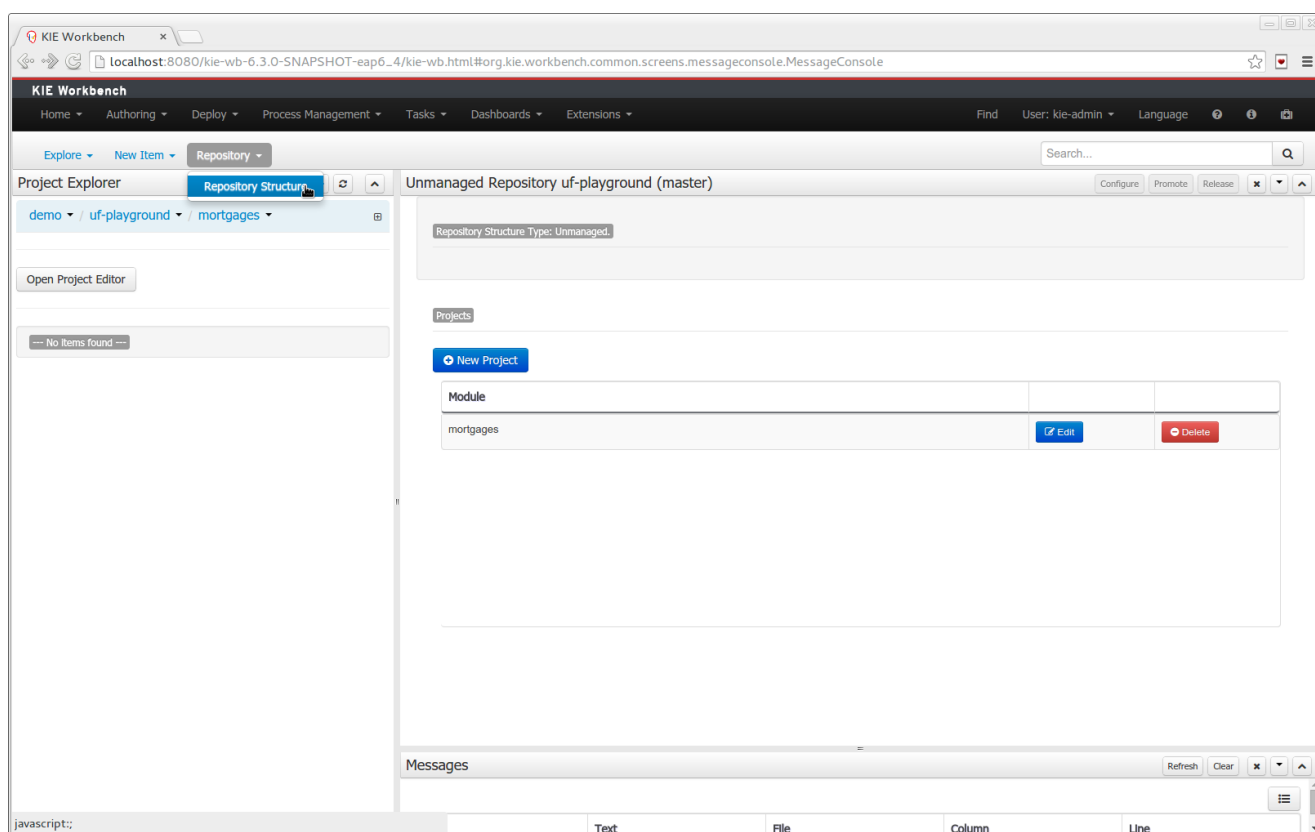 KIE Workbench
localhost:8080/kie-wb-6.3.0-SNAPSHOT-eap6_4/kie-wb.html#org.kie.workbench.common.screens.messageconsole.MessageConsole
KIE Workbench
Home Authoring Deploy Process Management Tasks Dashboards Extensions Find User: kie-admin Language
Explore New Item Repository Search...
Repository Structure
Project Explorer
demo / uf-playground / mortgages
Open Project Editor
--- No items found ---
Unmanaged Repository uf-playground (master) Configure Promote Release
Repository Structure Type: Unmanaged.
Projects
New Project
Module
mortgages Edit Delete
Messages Refresh Clear
Text File Column Line
javascript:;